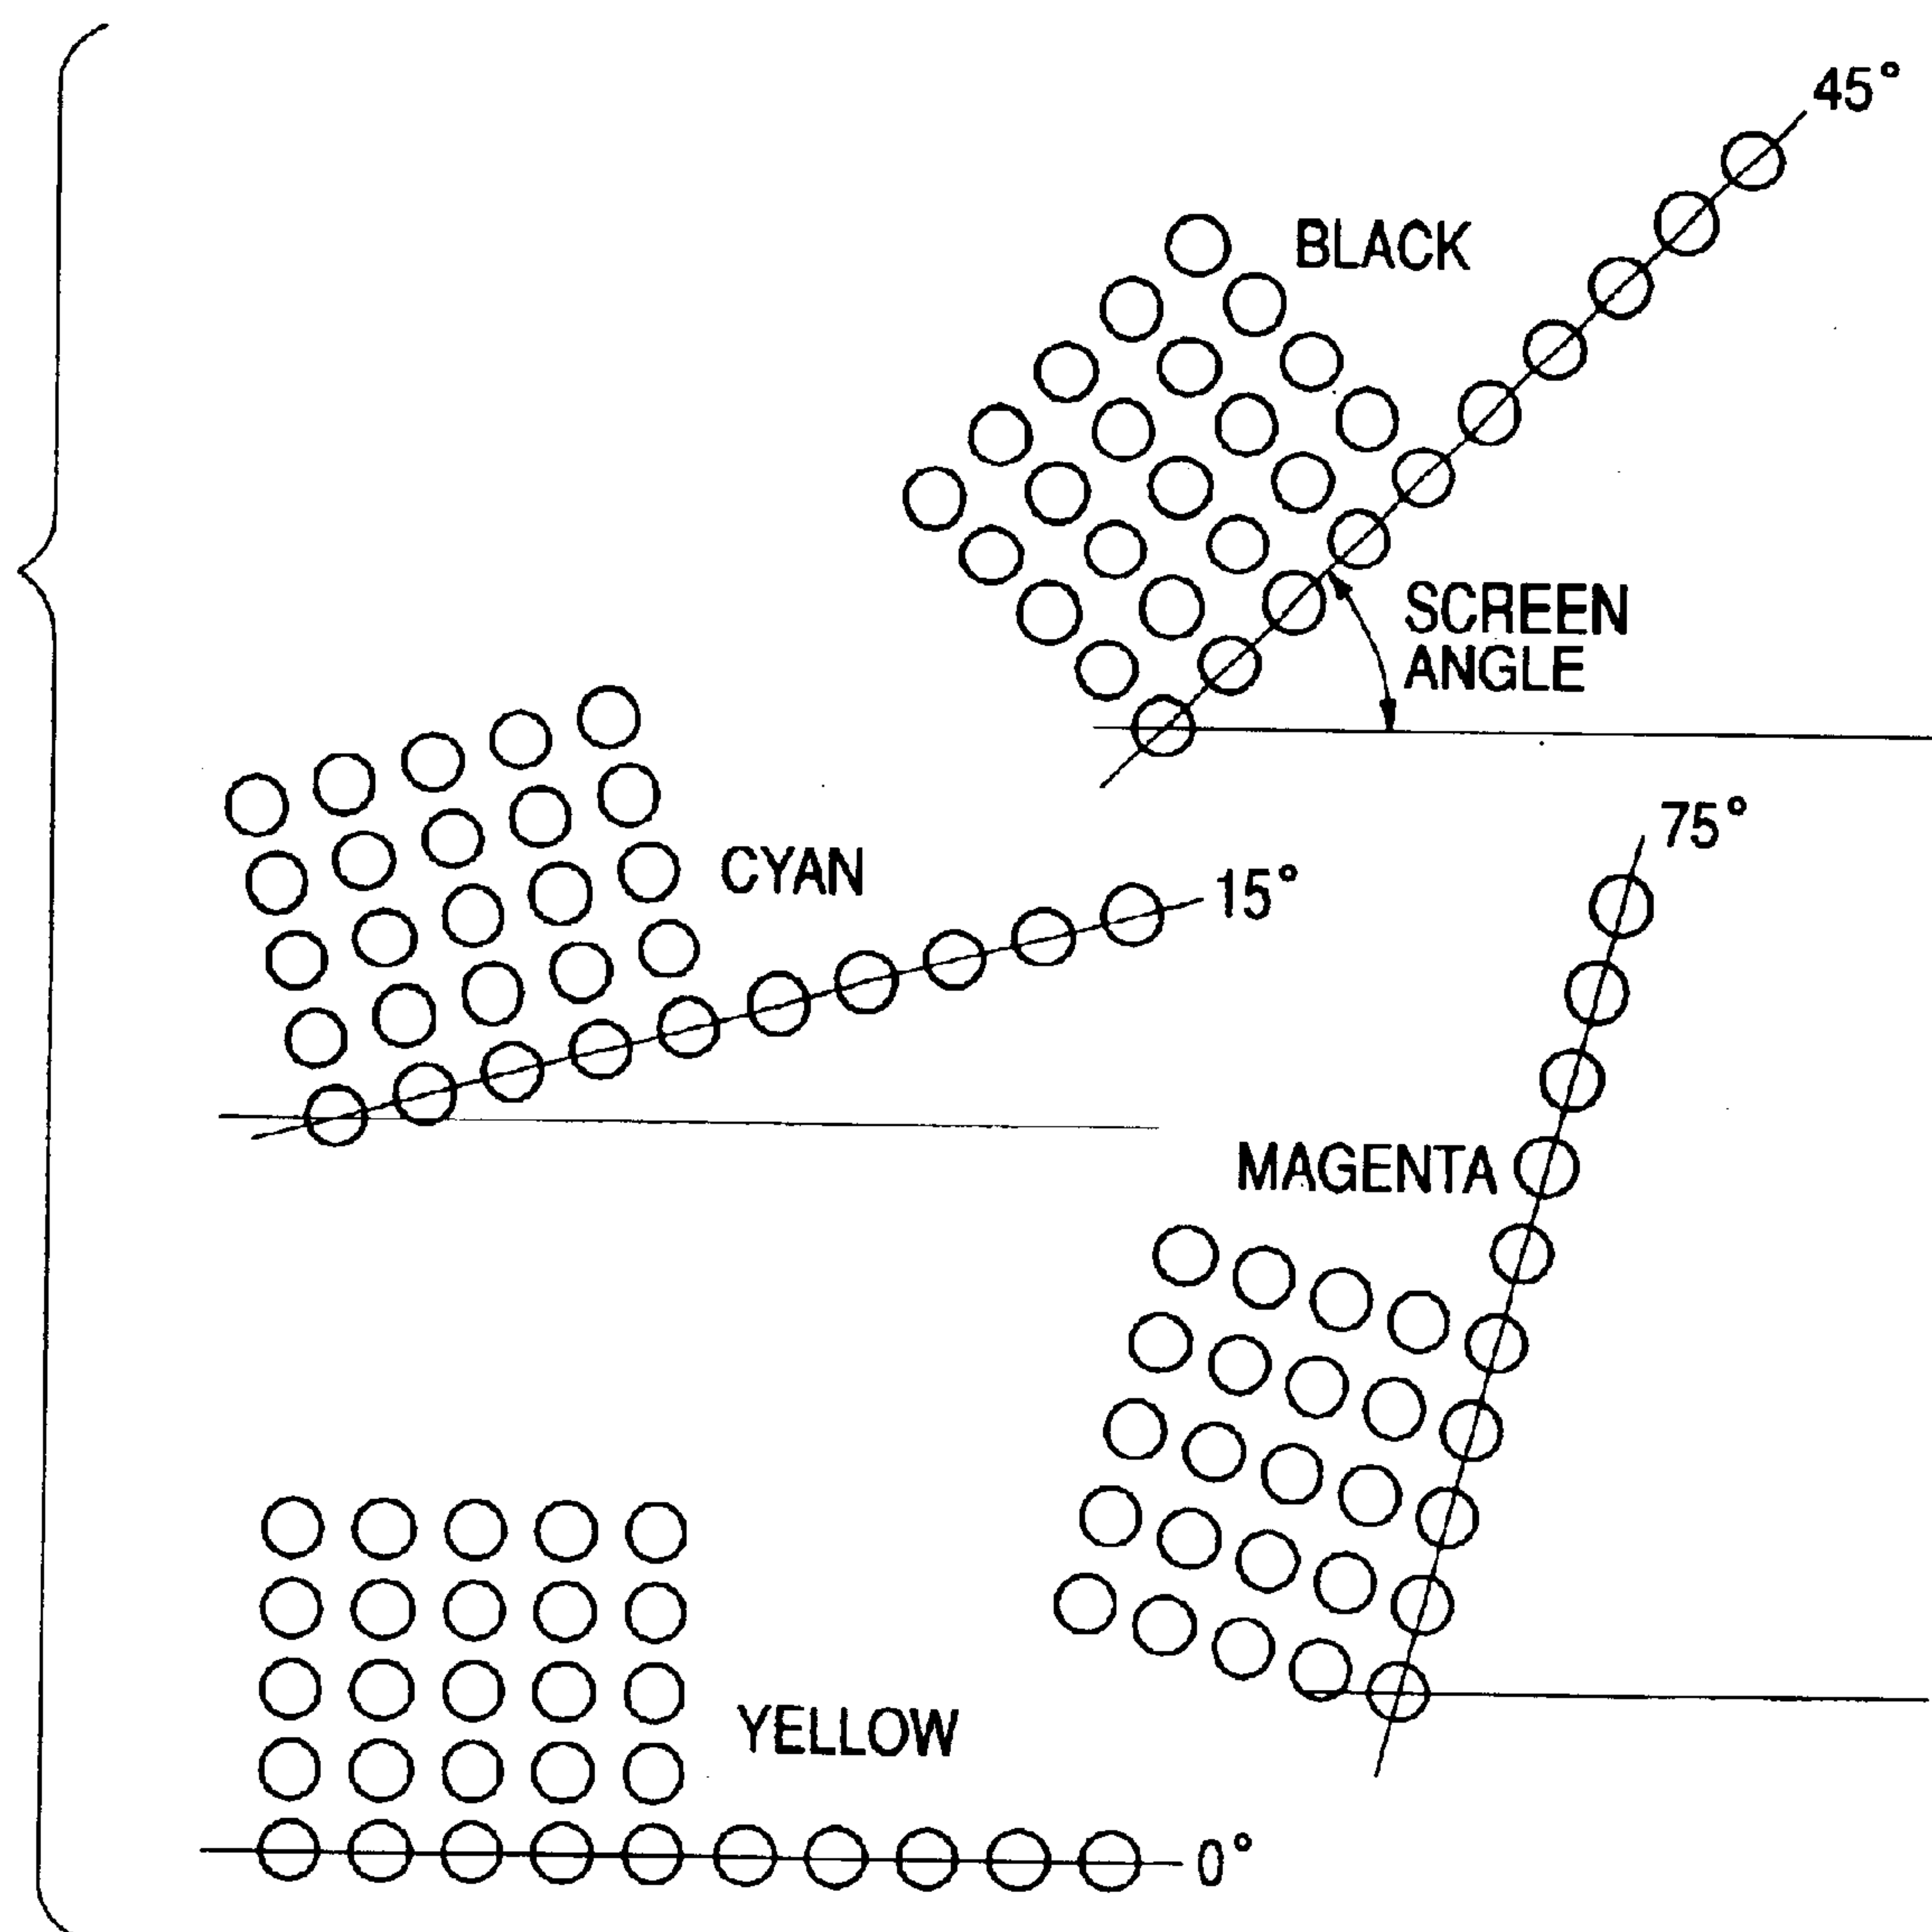 45°
BLACK
SCREEN
ANGLE
75°
CYAN
15°
MAGENTA
YELLOW
0°